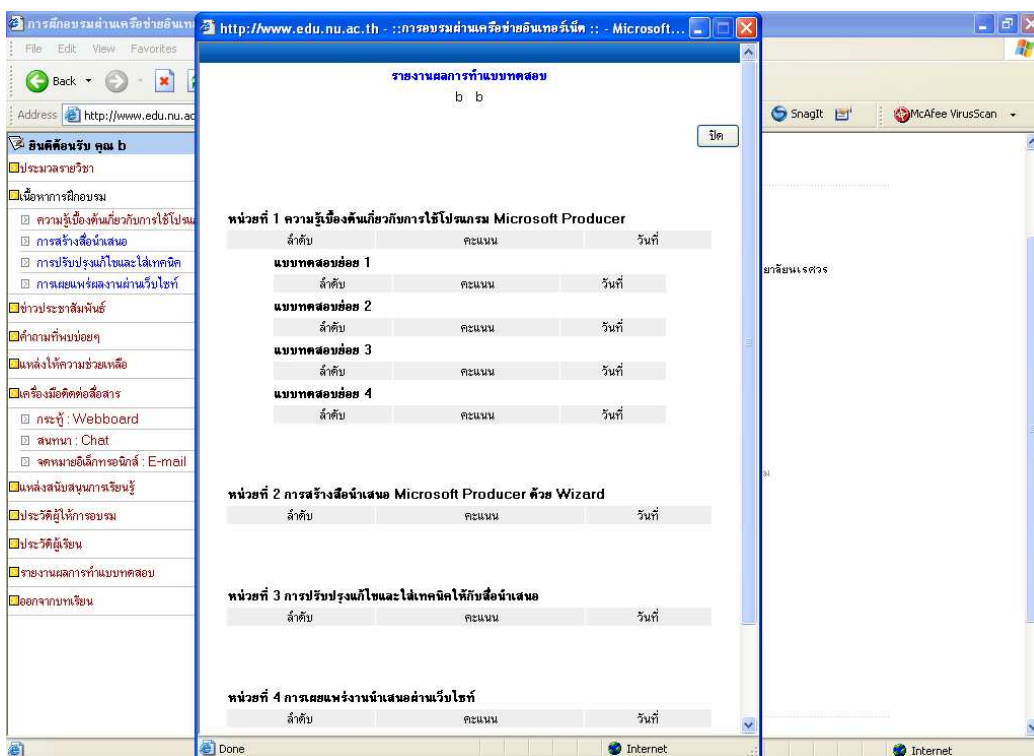 การฝึกอบรมผ่านเครือข่ายอินเท
File Edit View Favorites
Back
Address http://www.edu.nu.ac
SnagIt
McAfee VirusScan
ยินดีต้อนรับ คุณ b
ประมวลรายวิชา
เนื้อหาการฝึกอบรม
ความรู้เบื้องต้นเกี่ยวกับการใช้โปรแ
การสร้างสื่อนำเสนอ
การปรับปรุงแก้ไขและใส่เทคนิค
การเผยแพร่ผลงานผ่านเว็บไซท์
ข่าวประชาสัมพันธ์
คำถามที่พบบ่อยๆ
แหล่งให้ความช่วยเหลือ
เครื่องมือติดต่อสื่อสาร
กระทู้ : Webboard
สนทนา : Chat
จดหมายอิเล็กทรอนิกส์ : E-mail
แหล่งสนับสนุนการเรียนรู้
ประวัติผู้ให้การอบรม
ประวัติผู้เรียน
รายงานผลการทำแบบทดสอบ
ออกจากบทเรียน
http://www.edu.nu.ac.th - ::การอบรมผ่านเครือข่ายอินเทอร์เน็ต :: - Microsoft...
รายงานผลการทำแบบทดสอบ
b b
ปิด
หน่วยที่ 1 ความรู้เบื้องต้นเกี่ยวกับการใช้โปรแกรม Microsoft Producer
ลำดับ คะแนน วันที่
แบบทดสอบย่อย 1
ลำดับ คะแนน วันที่
แบบทดสอบย่อย 2
ลำดับ คะแนน วันที่
แบบทดสอบย่อย 3
ลำดับ คะแนน วันที่
แบบทดสอบย่อย 4
ลำดับ คะแนน วันที่
หน่วยที่ 2 การสร้างสื่อนำเสนอ Microsoft Producer ด้วย Wizard
ลำดับ คะแนน วันที่
หน่วยที่ 3 การปรับปรุงแก้ไขและใส่เทคนิคให้กับสื่อนำเสนอ
ลำดับ คะแนน วันที่
หน่วยที่ 4 การเผยแพร่งานนำเสนอผ่านเว็บไซท์
ลำดับ คะแนน วันที่
Done Internet
ยาลัยนเรศวร
Internet